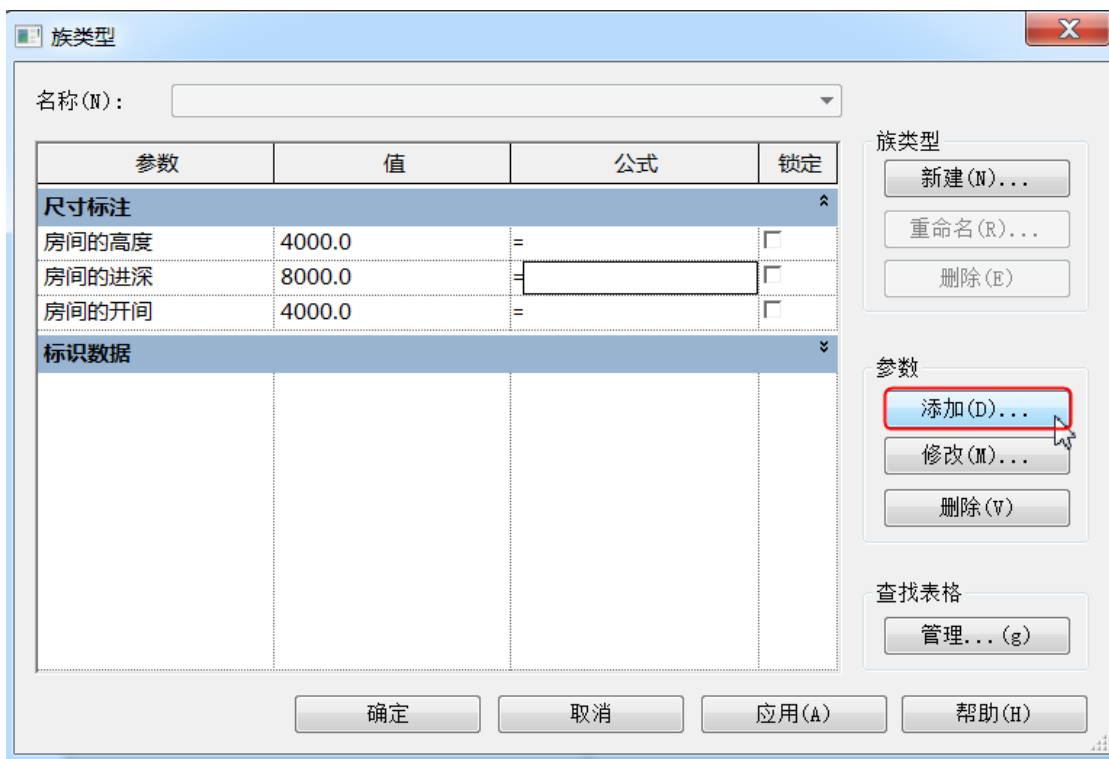 族类型
名称(N):
参数 值 公式 锁定
尺寸标注
房间的高度 4000.0 =
房间的进深 8000.0 =
房间的开间 4000.0 =
标识数据
族类型
新建(N)...
重命名(R)...
删除(E)
参数
添加(D)...
修改(M)...
删除(V)
查找表格
管理...(g)
确定 取消 应用(A) 帮助(H)